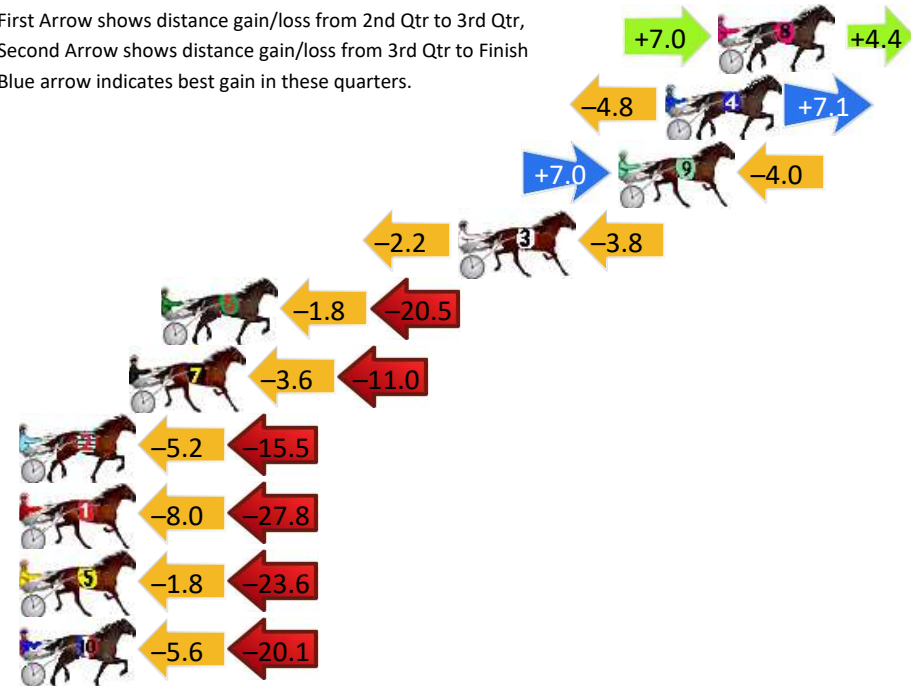 First Arrow shows distance gain/loss from 2nd Qtr to 3rd Qtr,
Second Arrow shows distance gain/loss from 3rd Qtr to Finish
Blue arrow indicates best gain in these quarters.
+7.0 8 +4.4
–4.8 4 +7.1
+7.0 9 –4.0
–2.2 3 –3.8
6 –1.8 –20.5
7 –3.6 –11.0
2 –5.2 –15.5
1 –8.0 –27.8
5 –1.8 –23.6
10 –5.6 –20.1